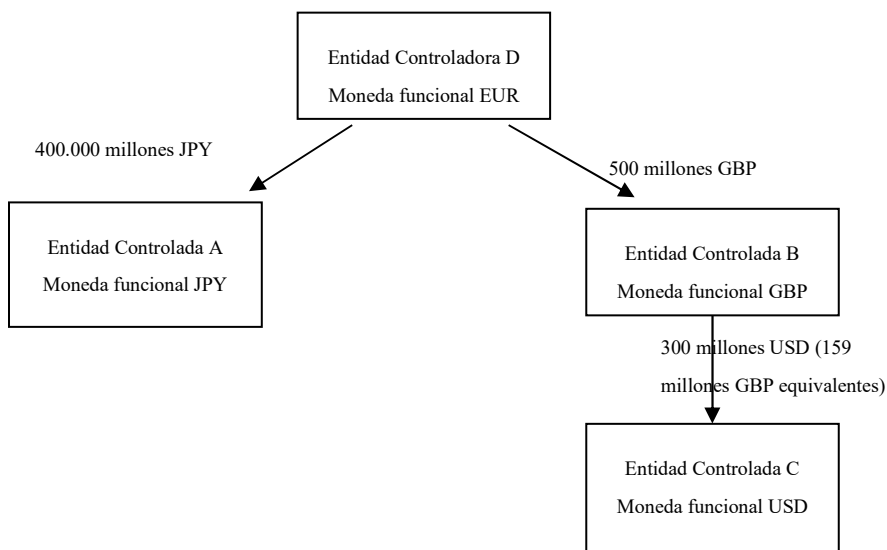 Entidad Controladora D
Moneda funcional EUR
400.000 millones JPY
500 millones GBP
Entidad Controlada A
Moneda funcional JPY
Entidad Controlada B
Moneda funcional GBP
300 millones USD (159
millones GBP equivalentes)
Entidad Controlada C
Moneda funcional USD